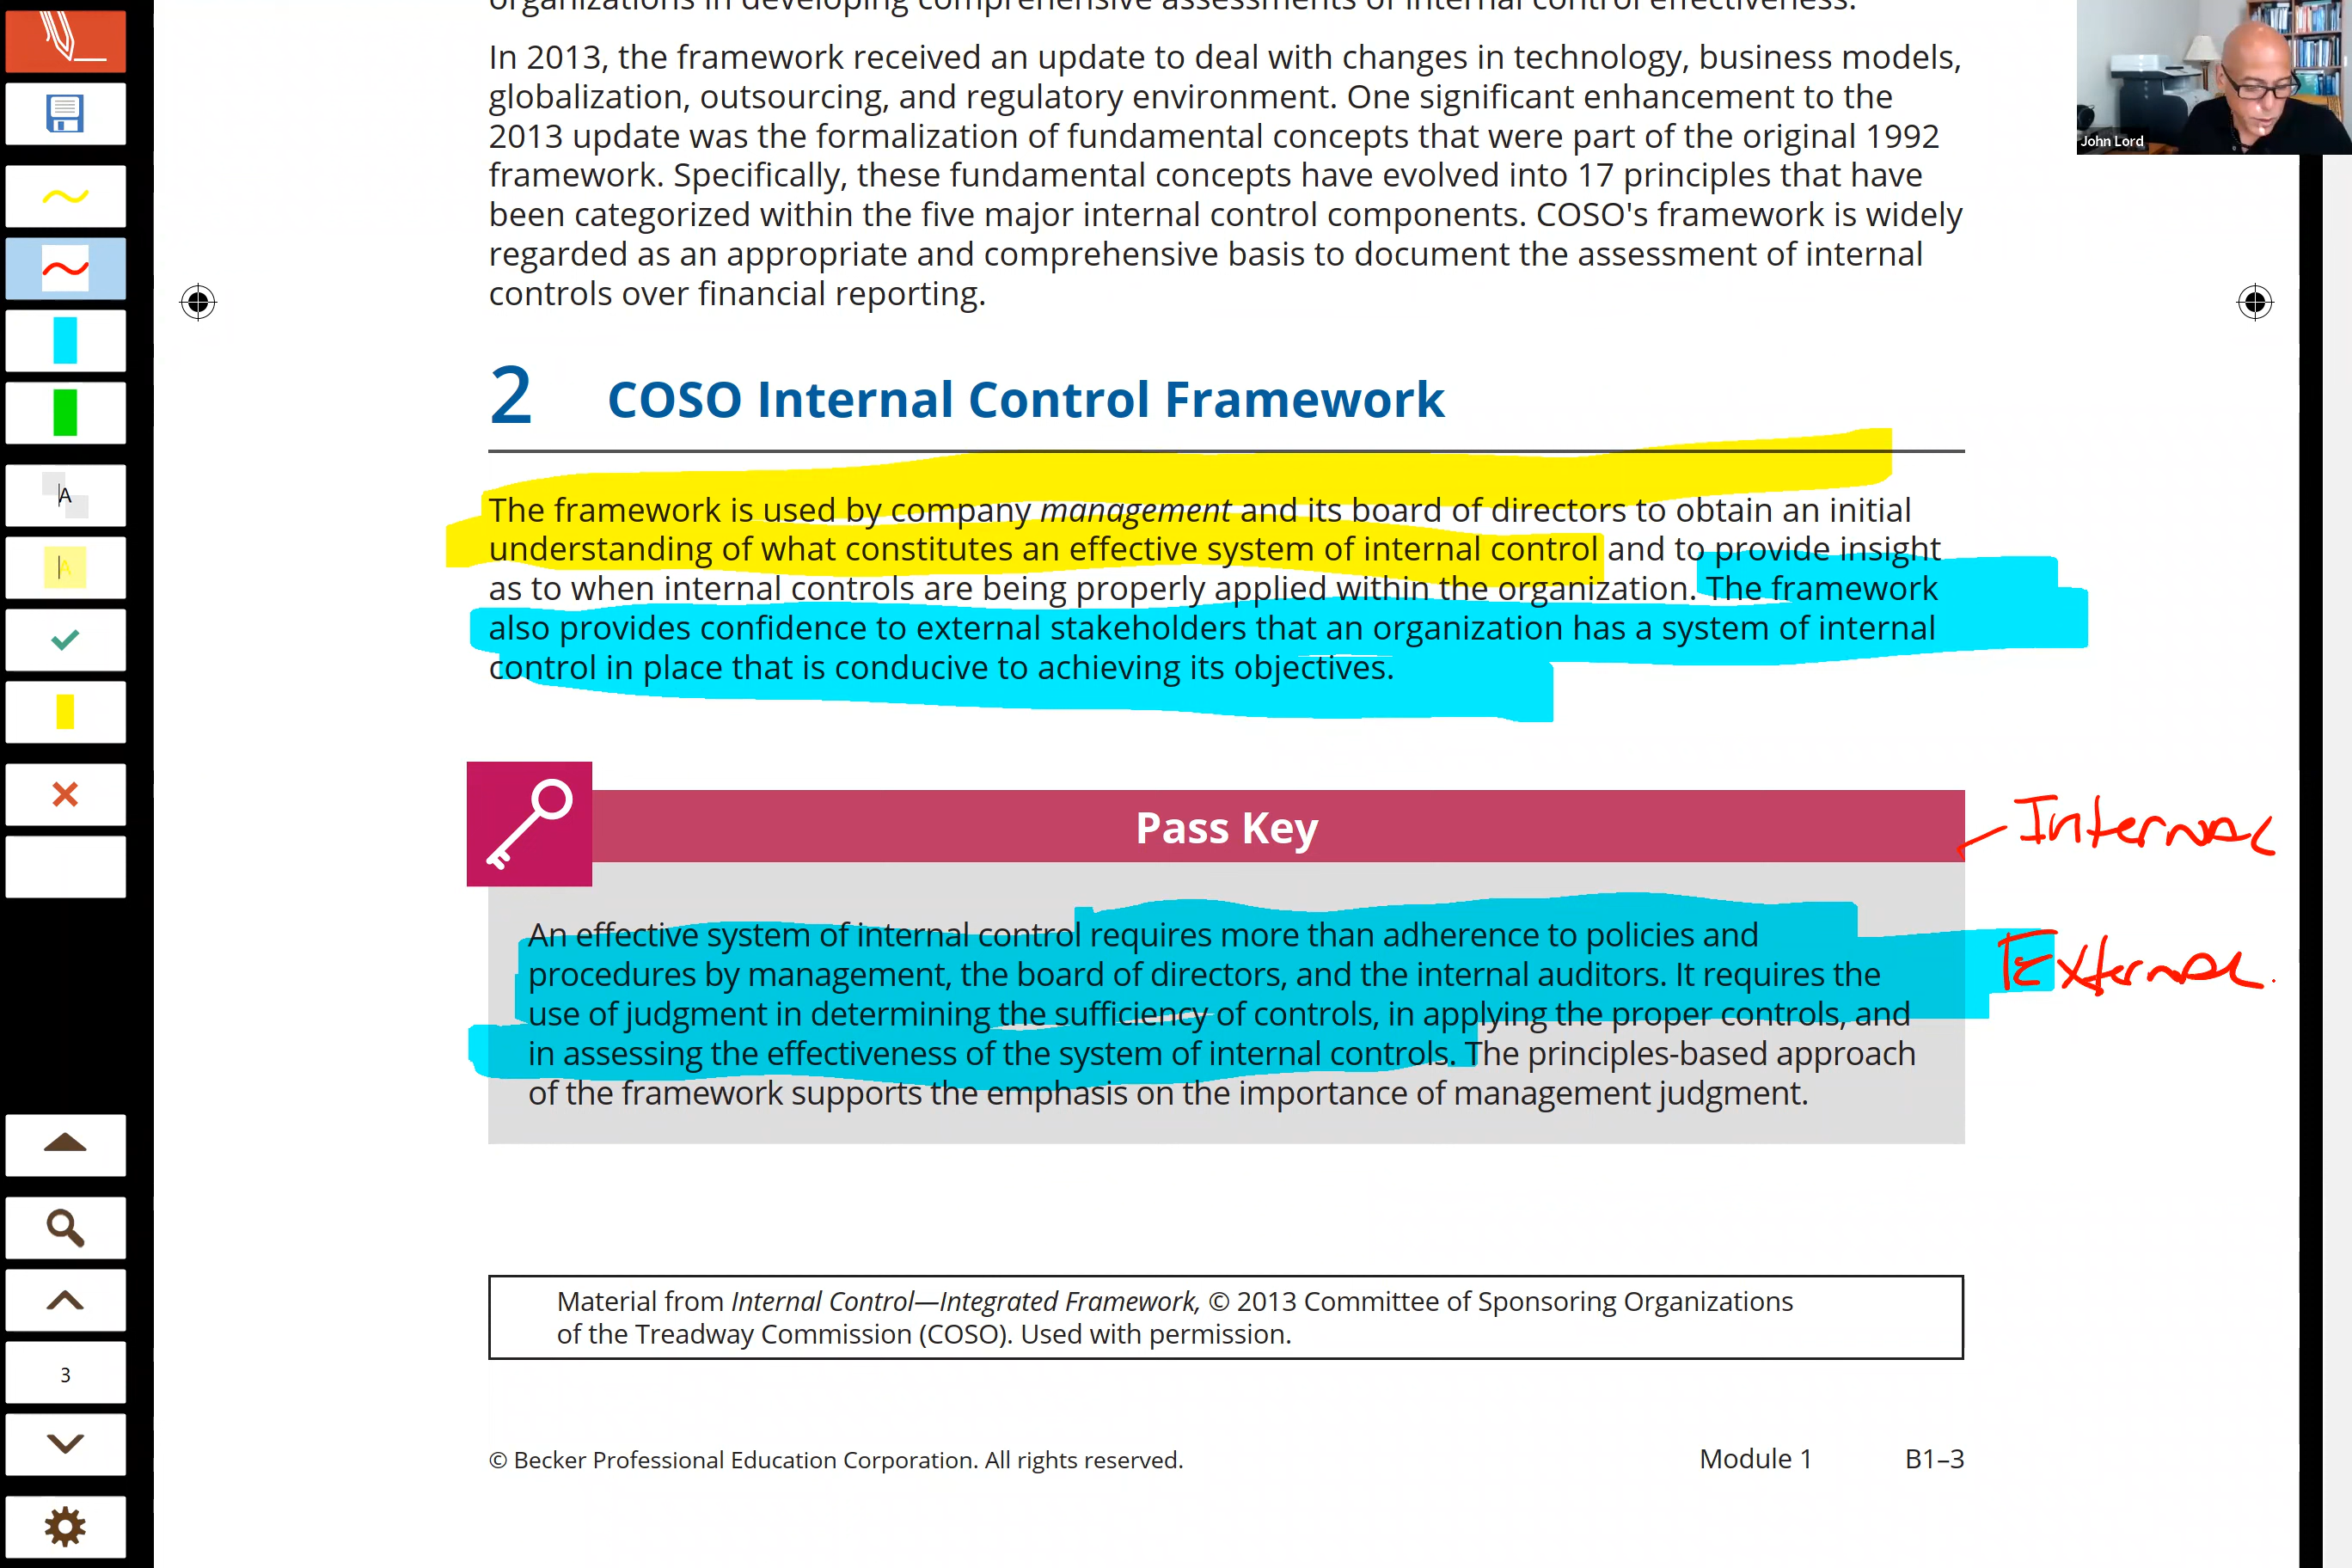 organizations in developing comprehensive assessments of internal control effectiveness.
In 2013, the framework received an update to deal with changes in technology, business models,
globalization, outsourcing, and regulatory environment. One significant enhancement to the
2013 update was the formalization of fundamental concepts that were part of the original 1992
framework. Specifically, these fundamental concepts have evolved into 17 principles that have
been categorized within the five major internal control components. COSO's framework is widely
regarded as an appropriate and comprehensive basis to document the assessment of internal
controls over financial reporting.
John Lord
2 COSO Internal Control Framework
The framework is used by company management and its board of directors to obtain an initial
understanding of what constitutes an effective system of internal control and to provide insight
as to when internal controls are being properly applied within the organization. The framework
also provides confidence to external stakeholders that an organization has a system of internal
control in place that is conducive to achieving its objectives.
Pass Key
Internal
An effective system of internal control requires more than adherence to policies and
procedures by management, the board of directors, and the internal auditors. It requires the
use of judgment in determining the sufficiency of controls, in applying the proper controls, and
in assessing the effectiveness of the system of internal controls. The principles-based approach
of the framework supports the emphasis on the importance of management judgment.
External.
Material from Internal Control—Integrated Framework, © 2013 Committee of Sponsoring Organizations
of the Treadway Commission (COSO). Used with permission.
© Becker Professional Education Corporation. All rights reserved.
Module 1 B1–3
A
A
3